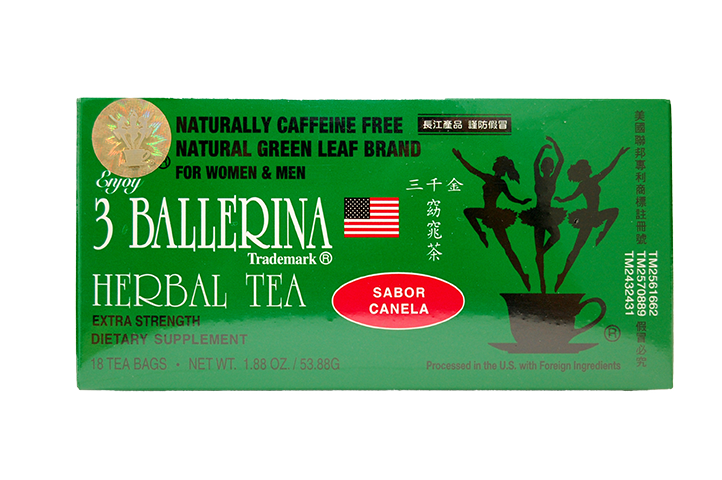 NATURALLY CAFFEINE FREE
長江產品 謹防假冒
NATURAL GREEN LEAF BRAND
®
FOR WOMEN & MEN
Enjoy
3 BALLERINA
Trademark ®
HERBAL TEA
EXTRA STRENGTH
DIETARY SUPPLEMENT
18 TEA BAGS • NET WT. 1.88 OZ. / 53.88G
三千金
窈窕茶
SABOR
CANELA
®
Processed in the U.S. with Foreign Ingredients
美國聯邦專利商標註冊號
TM2561662
TM2570889
TM2432431
假冒必究